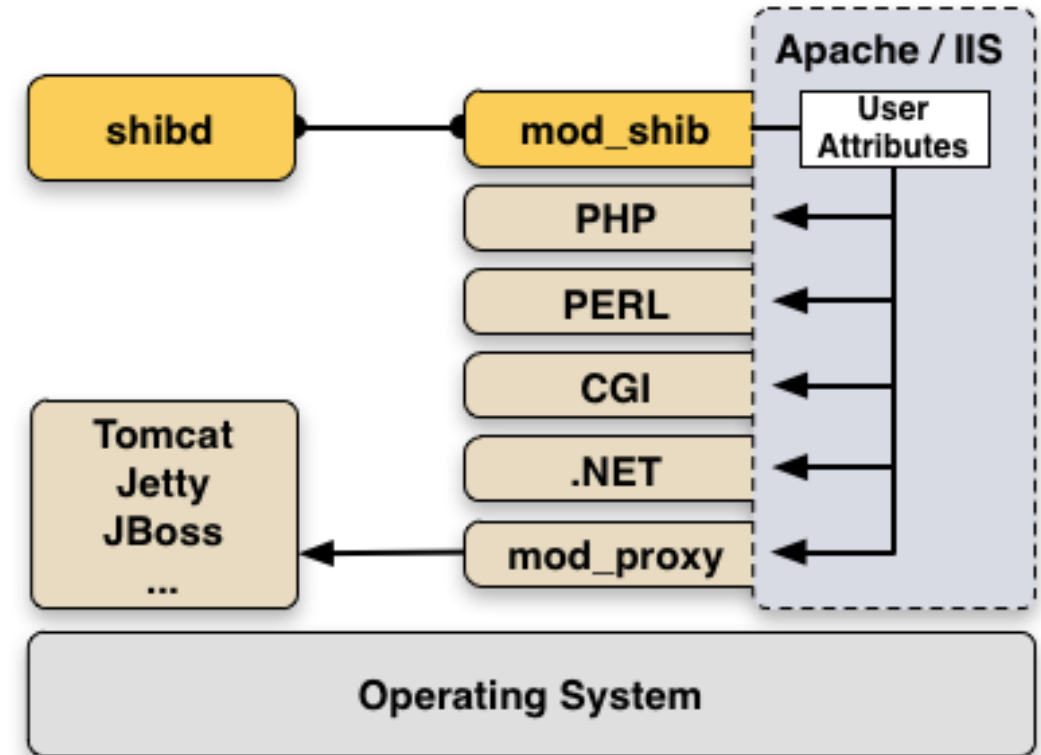 Apache / IIS
shibd
mod_shib
User
Attributes
PHP
PERL
CGI
.NET
mod_proxy
Tomcat
Jetty
JBoss
...
Operating System